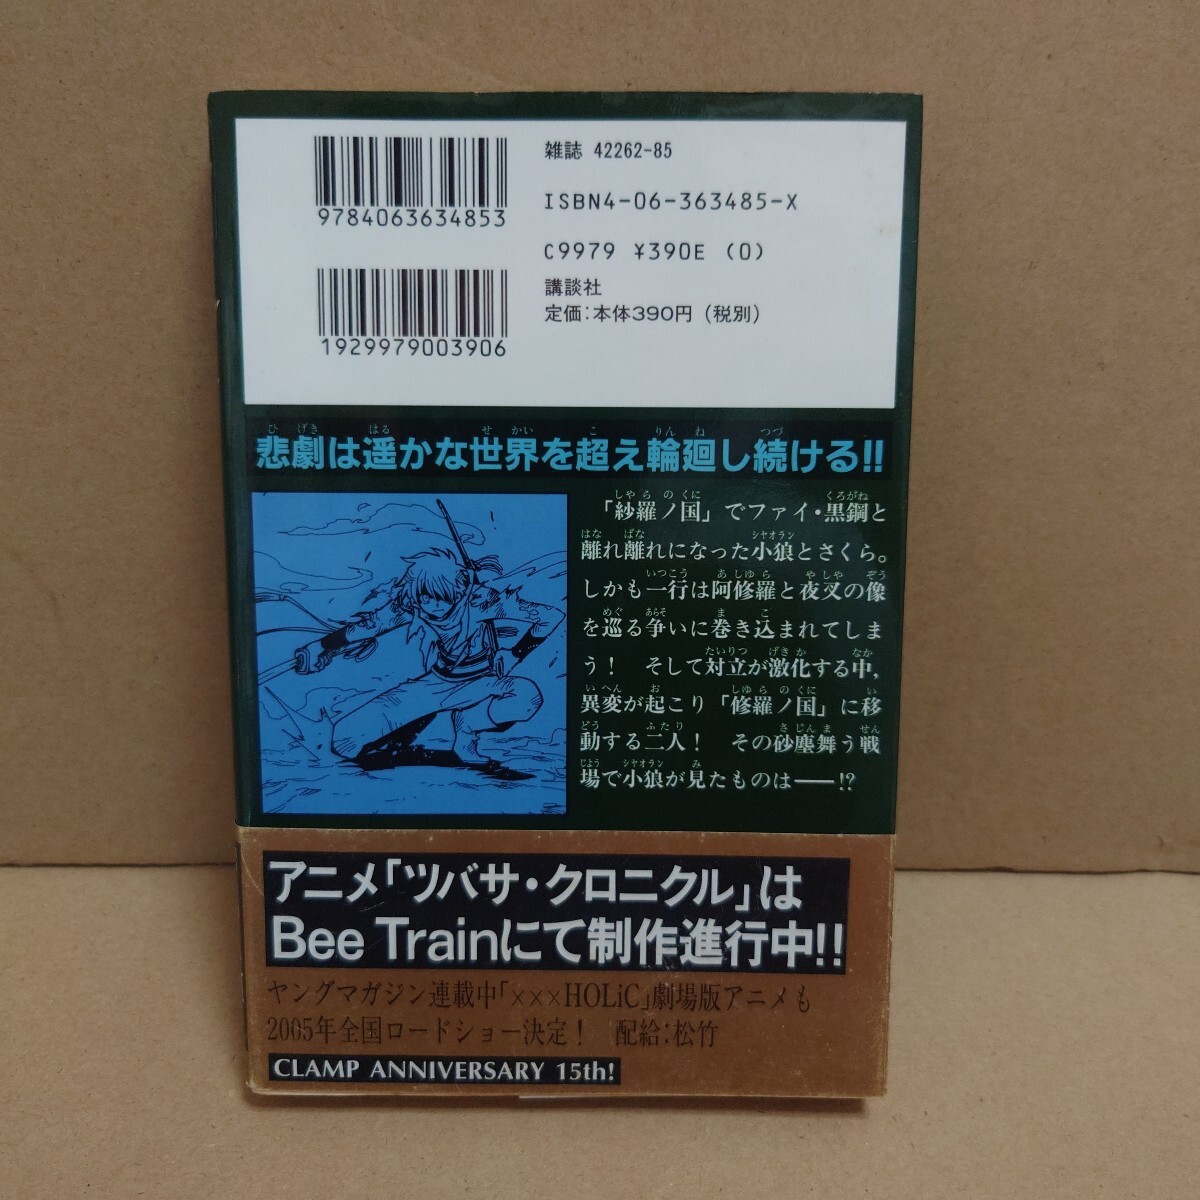 9784063634853
1929979003906
雑誌 42262-85
ISBN4-06-363485-X
C9979 ¥390E (0)
講談社
定価:本体390円(税別)
悲劇は遥かな世界を超え輪廻し続ける!!
「紗羅ノ国」でファイ・黒鋼と
離れ離れになった小狼とさくら。
しかも一行は阿修羅と夜叉の像
を巡る争いに巻き込まれてしま
う! そして対立が激化する中,
異変が起こり「修羅ノ国」に移
動する二人! その砂塵舞う戦
場で小狼が見たものは——!?
アニメ「ツバサ・クロニクル」は
Bee Trainにて制作進行中!!
ヤングマガジン連載中「×××HOLiC」劇場版アニメも
2005年全国ロードショー決定! 配給:松竹
CLAMP ANNIVERSARY 15th!